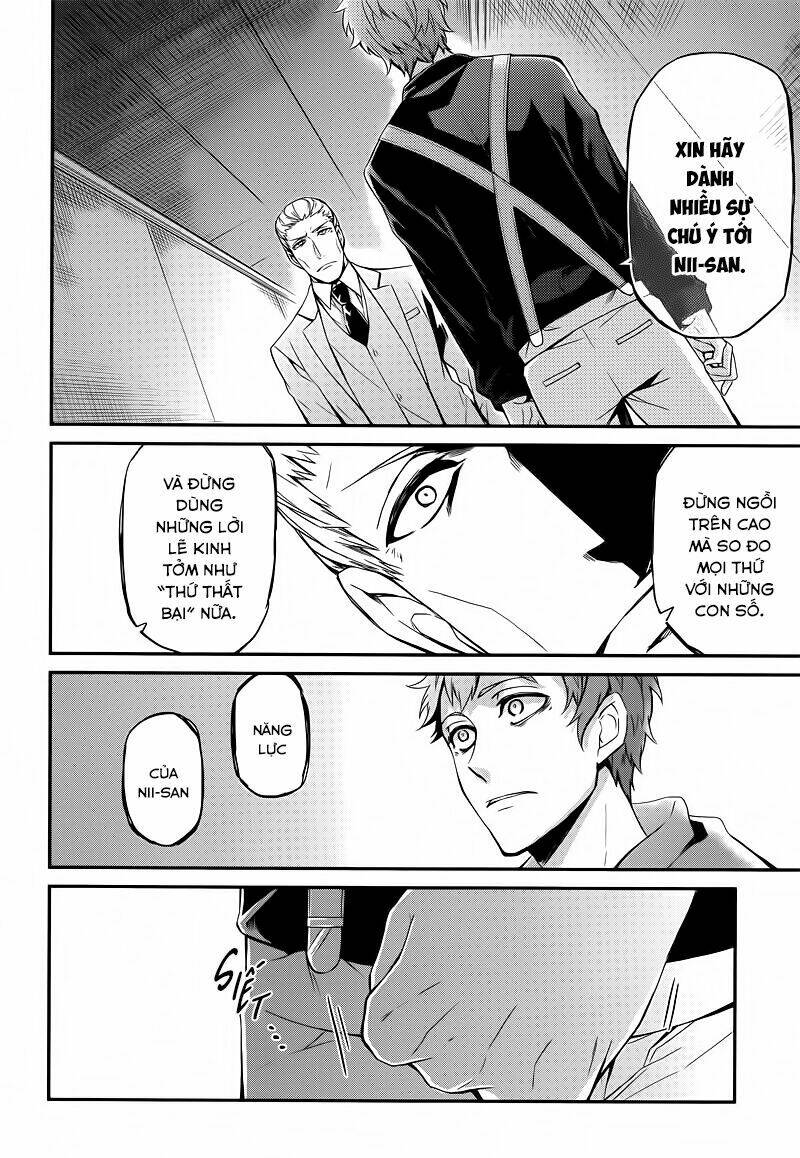 XIN HÃY
DÀNH
NHIỀU SỰ
CHÚ Ý TỚI
NII-SAN.
ĐỪNG NGỒI
TRÊN CAO
MÀ SO ĐO
MỌI THỨ
VỚI NHỮNG
CON SỐ.
VÀ ĐỪNG
DÙNG
NHỮNG LỜI
LẼ KINH
TỞM NHƯ
“THỨ THẤT
BẠI” NỮA.
NĂNG
LỰC
CỦA
NII-SAN
SIẾT...